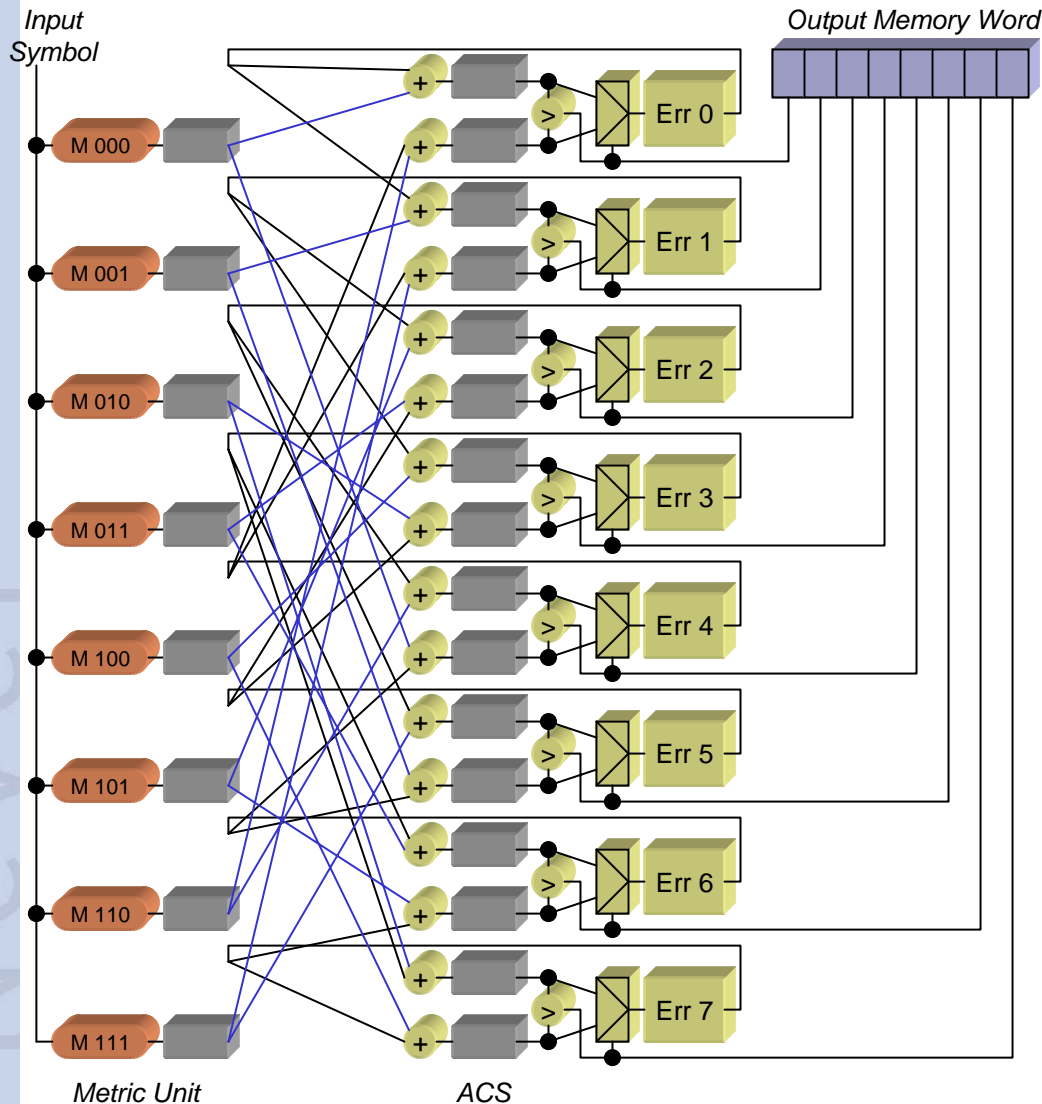 Input
Symbol
Output Memory Word
+
>
Err 0
M 000
+
+
>
Err 1
M 001
+
+
>
Err 2
M 010
+
+
>
Err 3
M 011
+
+
>
Err 4
M 100
+
+
>
Err 5
M 101
+
+
>
Err 6
M 110
+
+
>
Err 7
M 111
+
Metric Unit
ACS